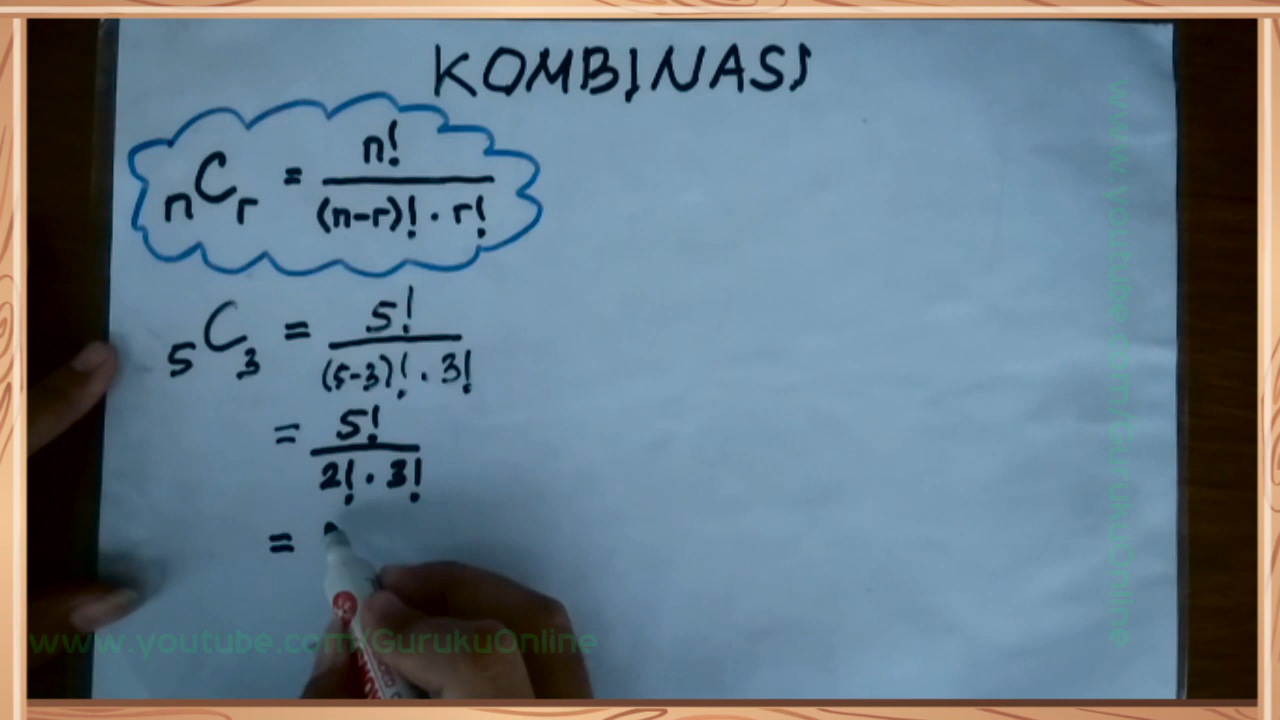 KOMBINASI
nCr = n! / (n-r)! . r!
5C3 = 5! / (5-3)! . 3!
= 5! / 2! . 3!
=
www.youtube.com/GurukuOnline
www.youtube.com/GurukuOnline